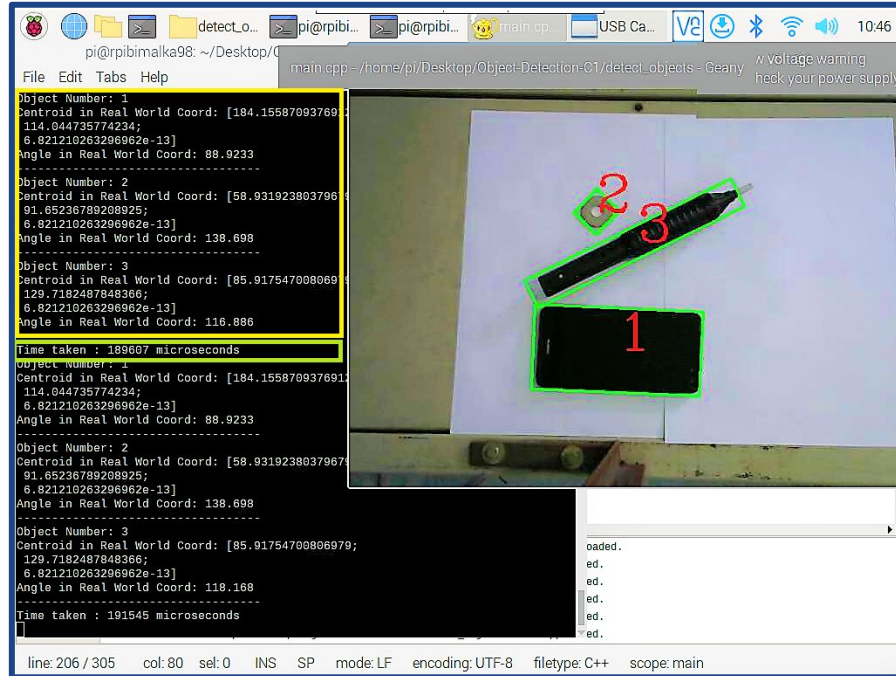 detect_o...
pi@rpibi...
pi@rpibi...
main.cp...
USB Ca...
V2
10:46
pi@rpibimalka98: ~/Desktop/
main.cpp - /home/pi/Desktop/Object-Detection-C1/detect_objects - Geany
voltage warning
heck your power supply
File Edit Tabs Help
Object Number: 1
Centroid in Real World Coord: [184.155870937691
114.044735774234;
6.821210263296962e-13]
Angle in Real World Coord: 88.9233
----------------------------------
Object Number: 2
Centroid in Real World Coord: [58.9319238037967
91.65236789208925;
6.821210263296962e-13]
Angle in Real World Coord: 138.698
----------------------------------
Object Number: 3
Centroid in Real World Coord: [85.9175470080697
129.7182487848366;
6.821210263296962e-13]
Angle in Real World Coord: 116.886
Time taken : 189607 microseconds
Object Number: 1
Centroid in Real World Coord: [184.155870937691
114.044735774234;
6.821210263296962e-13]
Angle in Real World Coord: 88.9233
----------------------------------
Object Number: 2
Centroid in Real World Coord: [58.9319238037967
91.65236789208925;
6.821210263296962e-13]
Angle in Real World Coord: 138.698
----------------------------------
Object Number: 3
Centroid in Real World Coord: [85.91754700806979;
129.7182487848366;
6.821210263296962e-13]
Angle in Real World Coord: 118.168
----------------------------------
Time taken : 191545 microseconds
2
3
1
oaded.
ed.
ed.
ed.
ed.
ed.
line: 206 / 305 col: 80 sel: 0 INS SP mode: LF encoding: UTF-8 filetype: C++ scope: main